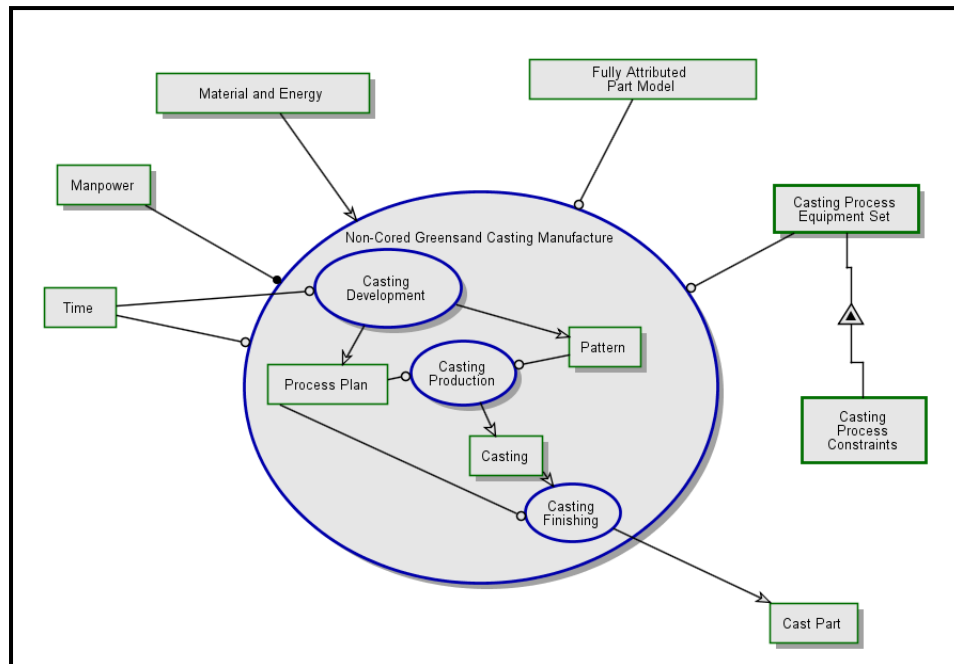 Material and Energy
Fully Attributed
Part Model
Manpower
Casting Process
Equipment Set
Non-Cored Greensand Casting Manufacture
Casting
Development
Time
Pattern
Casting
Production
Process Plan
Casting
Process
Constraints
Casting
Casting
Finishing
Cast Part